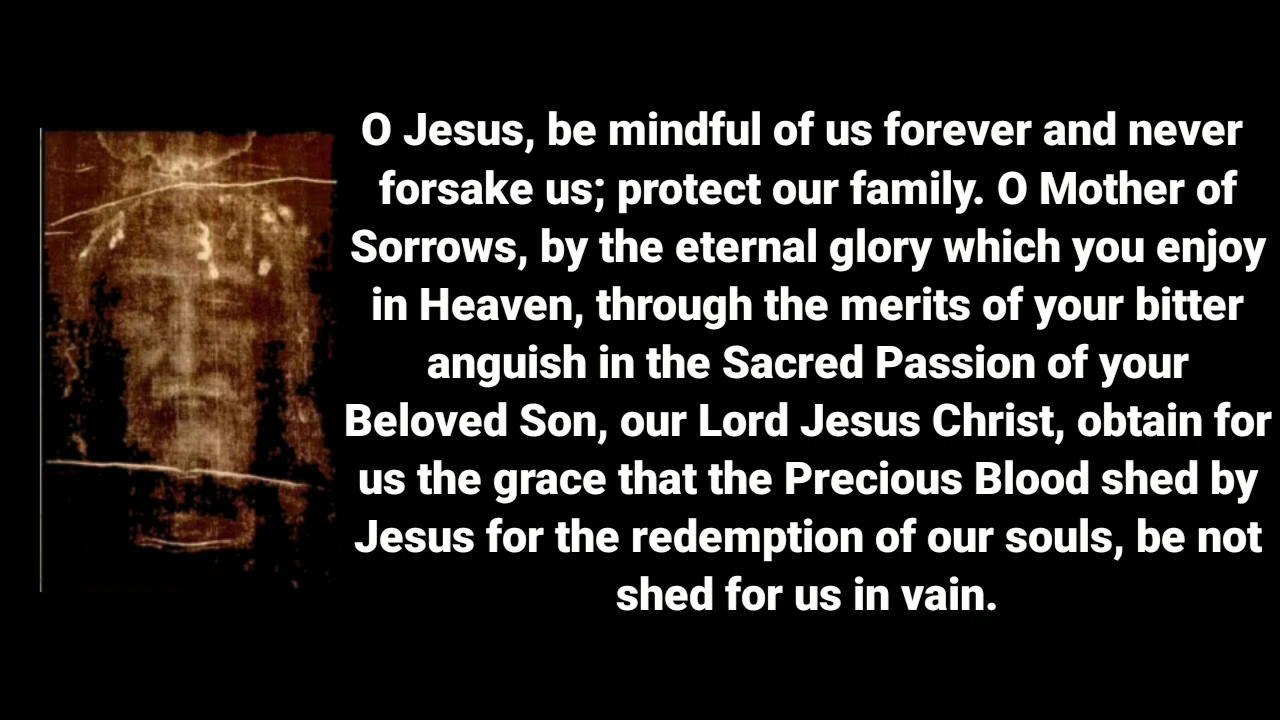 O Jesus, be mindful of us forever and never
forsake us; protect our family. O Mother of
Sorrows, by the eternal glory which you enjoy
in Heaven, through the merits of your bitter
anguish in the Sacred Passion of your
Beloved Son, our Lord Jesus Christ, obtain for
us the grace that the Precious Blood shed by
Jesus for the redemption of our souls, be not
shed for us in vain.